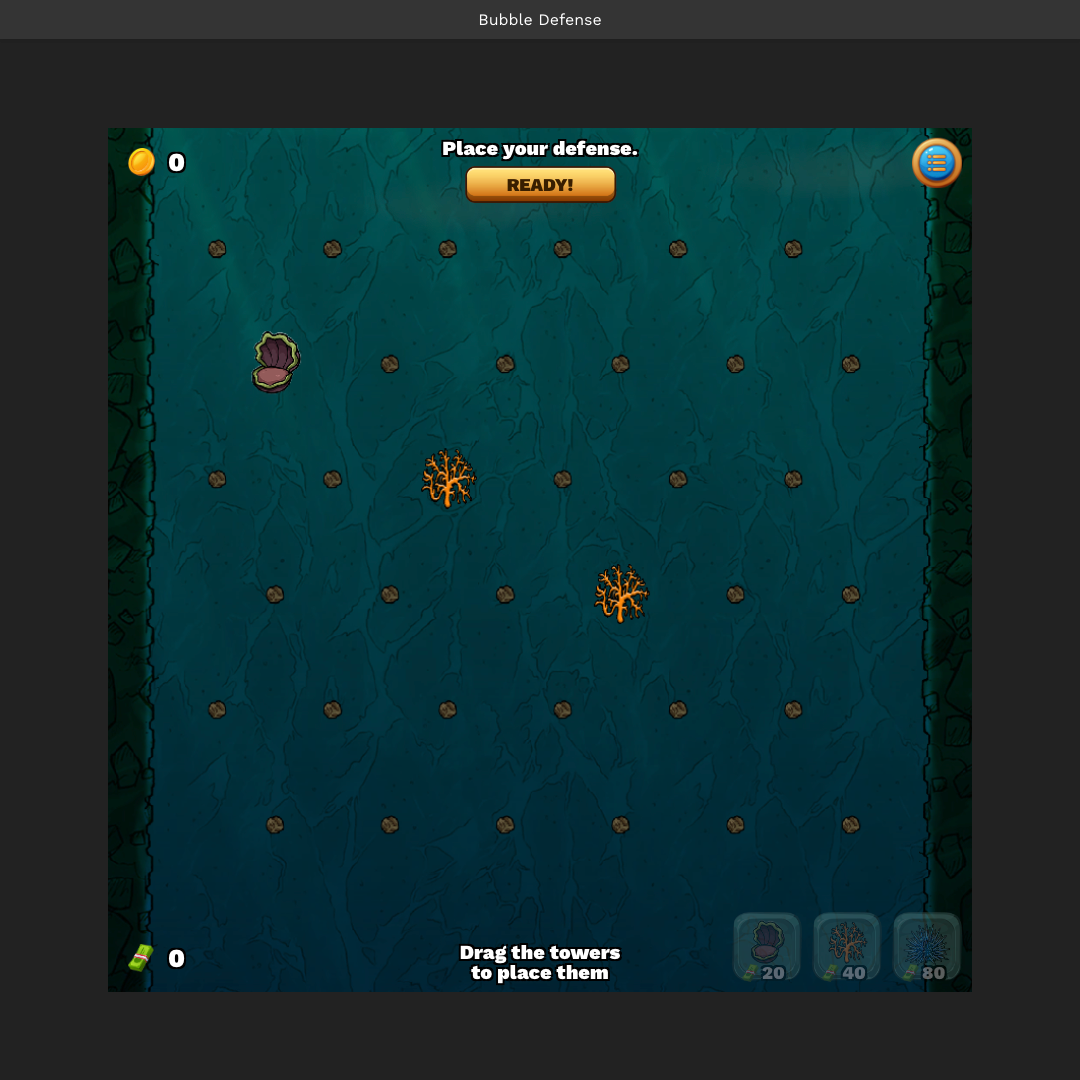 Bubble Defense
0
Place your defense.
READY!
0
Drag the towers
to place them
20
40
80